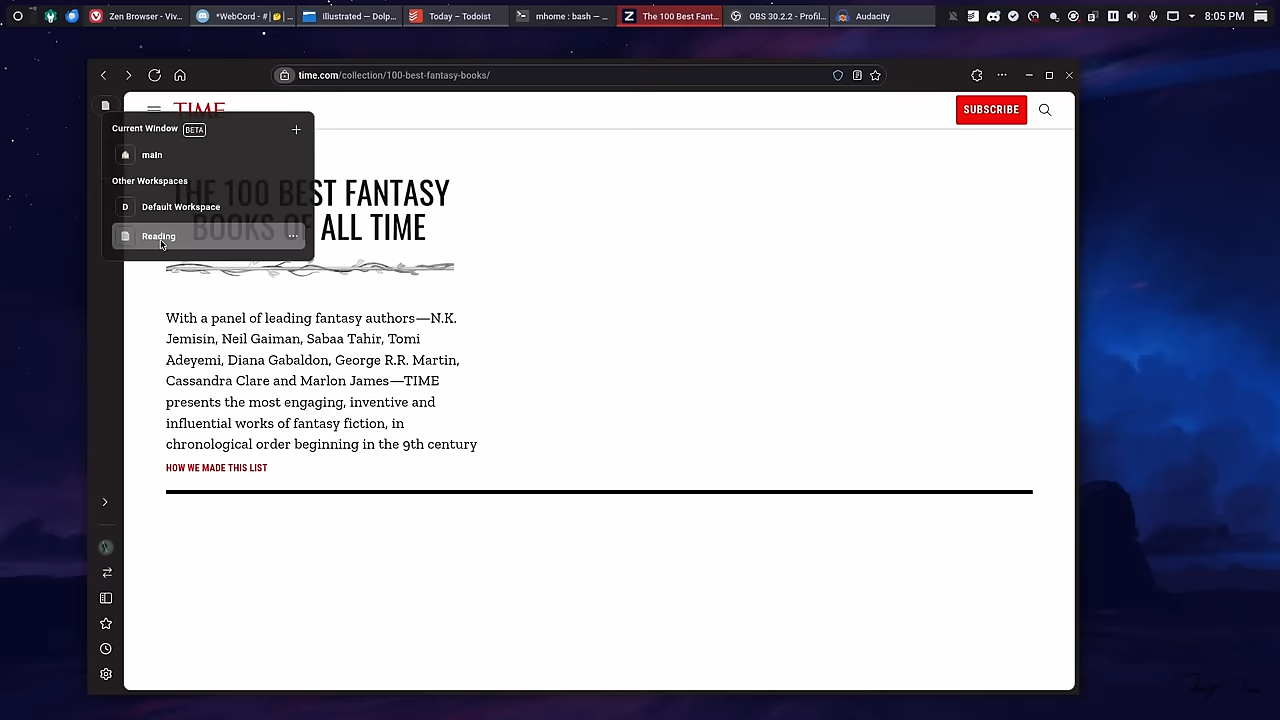 Zen Browser - Viv...
*WebCord - # | 🤔 | ...
Illustrated — Dolp...
Today – Todoist
mhome : bash — ...
The 100 Best Fant...
OBS 30.2.2 - Profil...
Audacity
8:05 PM
time.com/collection/100-best-fantasy-books/
TIME
SUBSCRIBE
Current Window BETA
main
Other Workspaces
D Default Workspace
Reading
THE 100 BEST FANTASY
BOOKS OF ALL TIME
With a panel of leading fantasy authors—N.K.
Jemisin, Neil Gaiman, Sabaa Tahir, Tomi
Adeyemi, Diana Gabaldon, George R.R. Martin,
Cassandra Clare and Marlon James—TIME
presents the most engaging, inventive and
influential works of fantasy fiction, in
chronological order beginning in the 9th century
HOW WE MADE THIS LIST